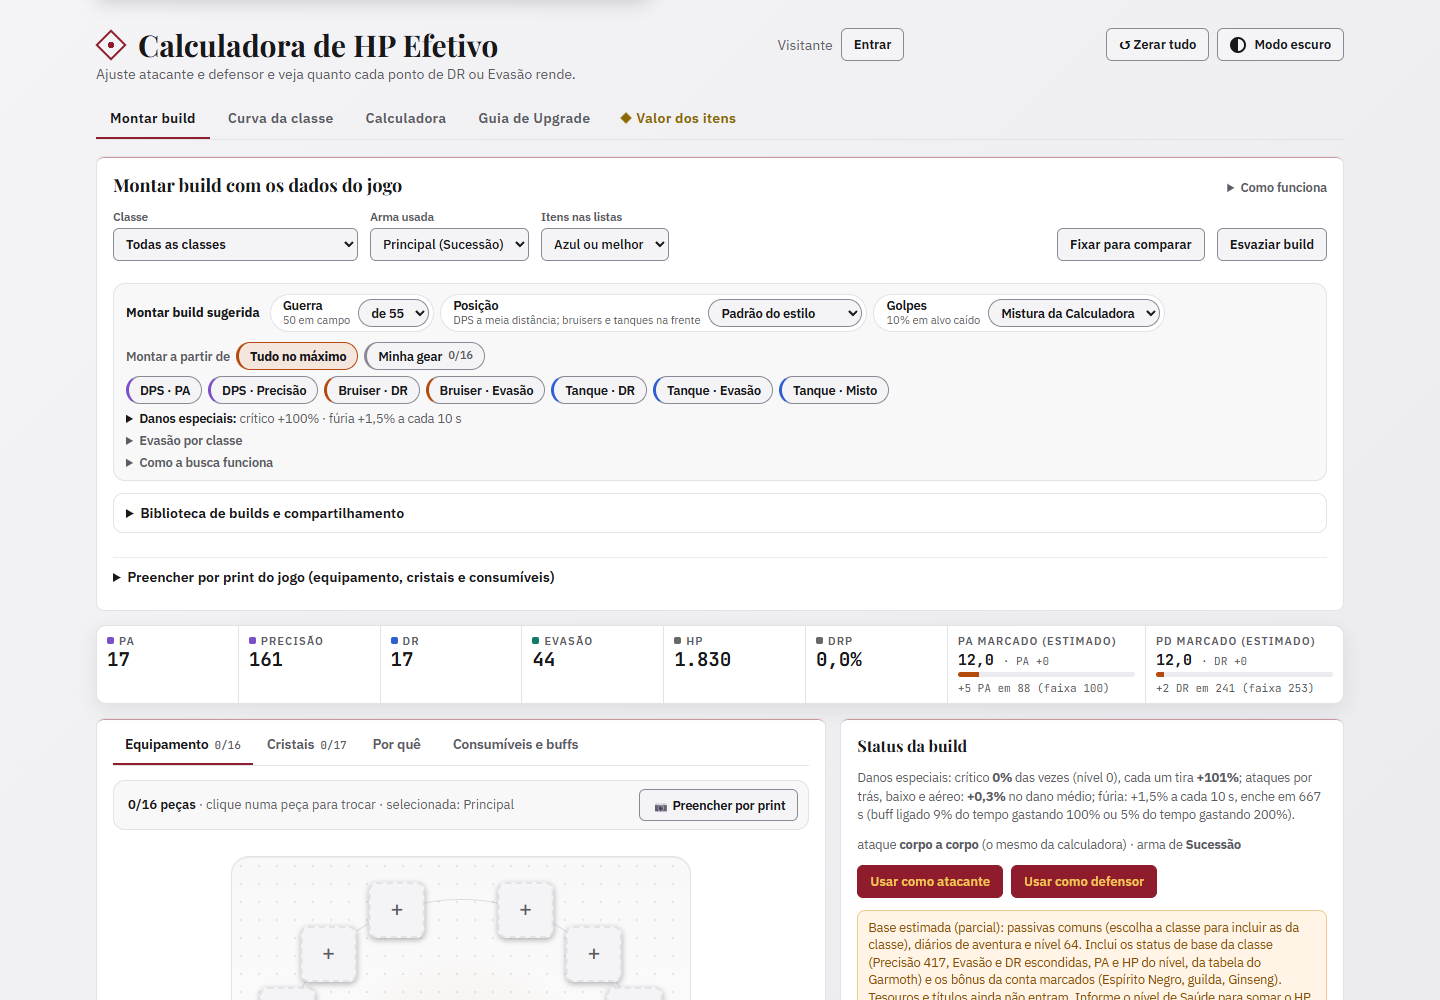 Calculadora de HP Efetivo
Visitante Entrar
↺ Zerar tudo Modo escuro
Ajuste atacante e defensor e veja quanto cada ponto de DR ou Evasão rende.
Montar build Curva da classe Calculadora Guia de Upgrade ◆ Valor dos itens
Montar build com os dados do jogo
▶ Como funciona
Classe Arma usada Itens nas listas
Todas as classes Principal (Sucessão) Azul ou melhor Fixar para comparar Esvaziar build
Montar build sugerida
Guerra
50 em campo
de 55
Posição
DPS a meia distância; bruisers e tanques na frente
Padrão do estilo
Golpes
10% em alvo caído
Mistura da Calculadora
Montar a partir de Tudo no máximo Minha gear 0/16
DPS · PA DPS · Precisão Bruiser · DR Bruiser · Evasão Tanque · DR Tanque · Evasão Tanque · Misto
▶ Danos especiais: crítico +100% · fúria +1,5% a cada 10 s
▶ Evasão por classe
▶ Como a busca funciona
▶ Biblioteca de builds e compartilhamento
▶ Preencher por print do jogo (equipamento, cristais e consumíveis)
PA
17
PRECISÃO
161
DR
17
EVASÃO
44
HP
1.830
DRP
0,0%
PA MARCADO (ESTIMADO)
12,0 · PA +0
+5 PA em 88 (faixa 100)
PD MARCADO (ESTIMADO)
12,0 · DR +0
+2 DR em 241 (faixa 253)
Equipamento 0/16 Cristais 0/17 Por quê Consumíveis e buffs
0/16 peças · clique numa peça para trocar · selecionada: Principal
Preencher por print
+ +
+ +
Status da build
Danos especiais: crítico 0% das vezes (nível 0), cada um tira +101%; ataques por
trás, baixo e aéreo: +0,3% no dano médio; fúria: +1,5% a cada 10 s, enche em 667
s (buff ligado 9% do tempo gastando 100% ou 5% do tempo gastando 200%).
ataque corpo a corpo (o mesmo da calculadora) · arma de Sucessão
Usar como atacante Usar como defensor
Base estimada (parcial): passivas comuns (escolha a classe para incluir as da
classe), diários de aventura e nível 64. Inclui os status de base da classe
(Precisão 417, Evasão e DR escondidas, PA e HP do nível, da tabela do
Garmoth) e os bônus da conta marcados (Espírito Negro, guilda, Ginseng).
Tesouros e títulos ainda não entram. Informe o nível de Saúde para somar o HP